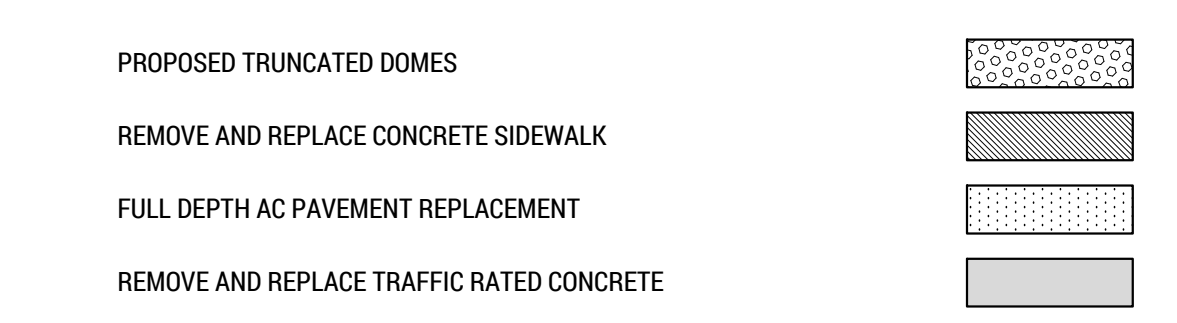 PROPOSED TRUNCATED DOMES
REMOVE AND REPLACE CONCRETE SIDEWALK
FULL DEPTH AC PAVEMENT REPLACEMENT
REMOVE AND REPLACE TRAFFIC RATED CONCRETE